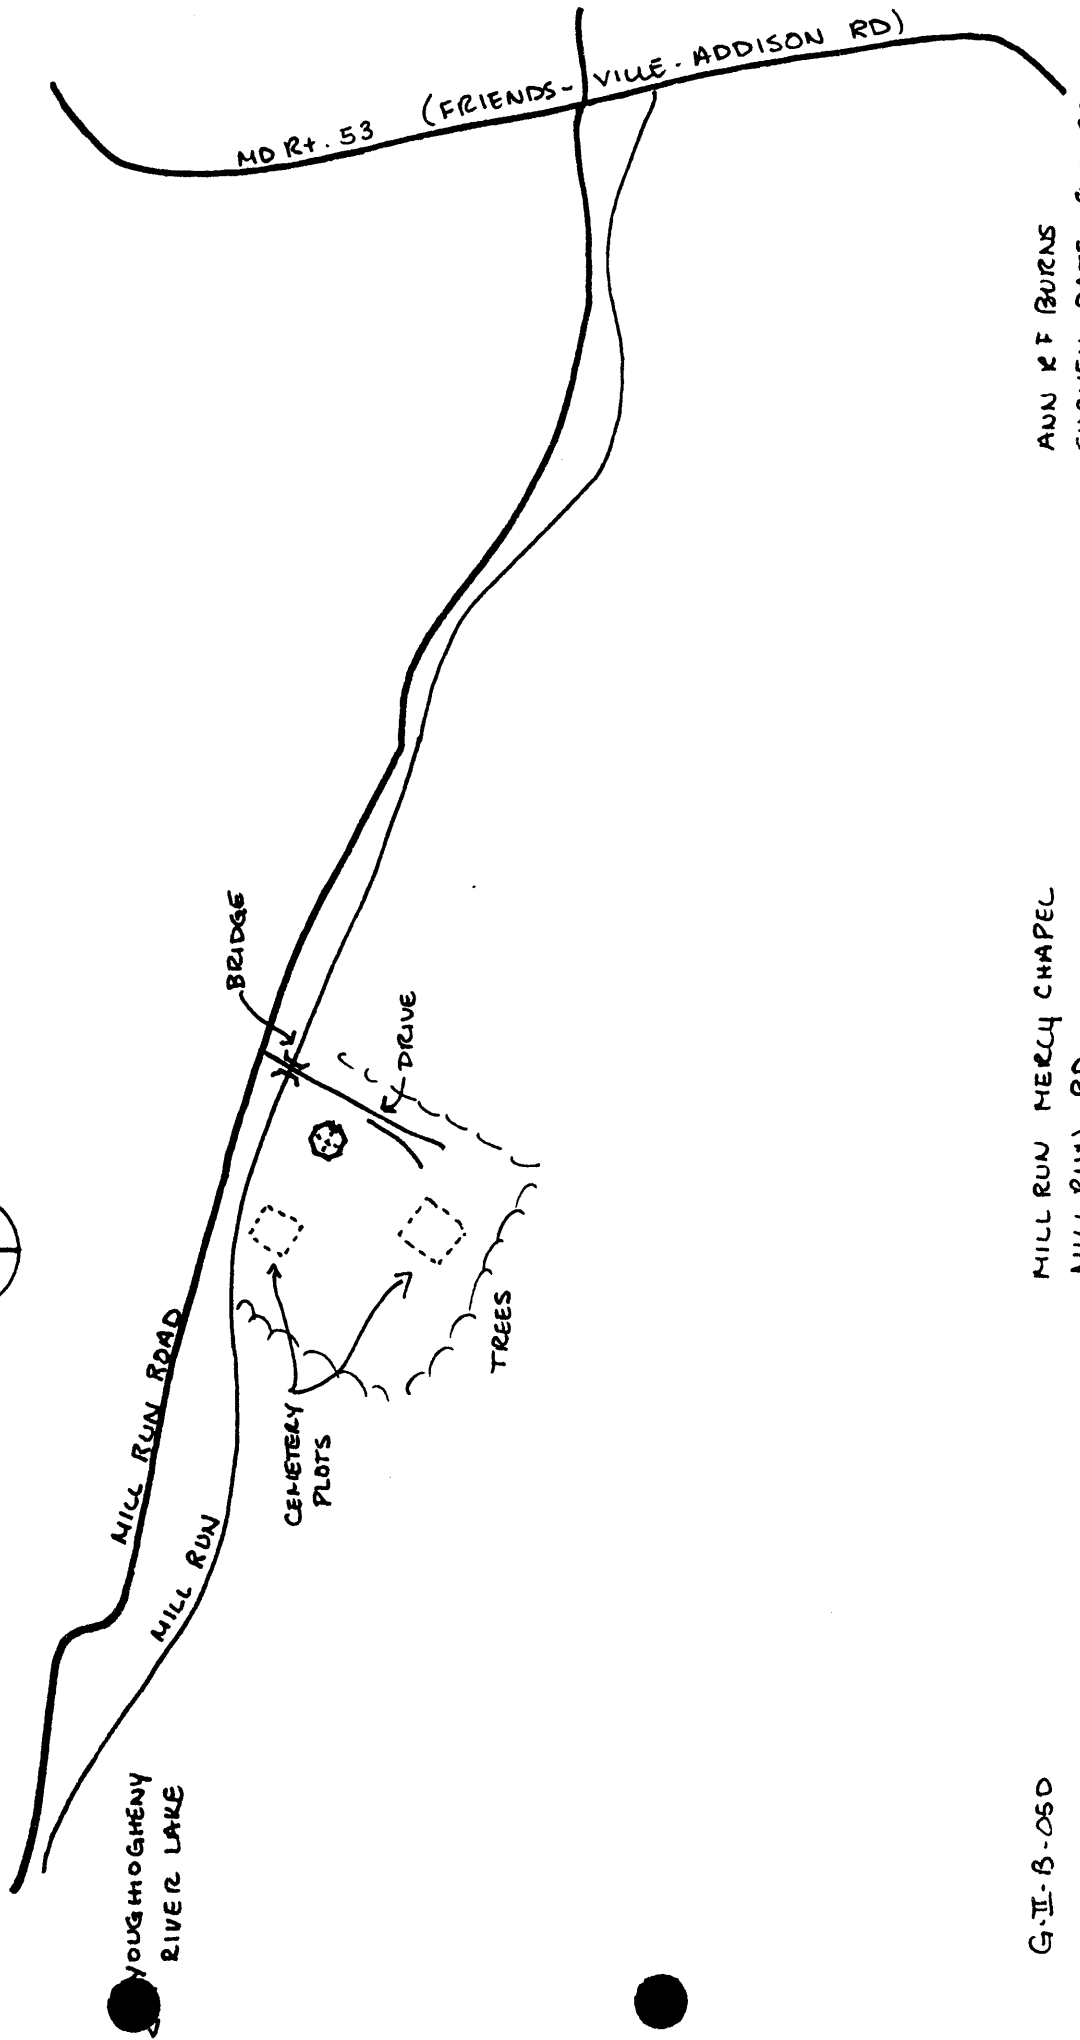 MD Rt. 53 (FRIENDS-VILLE-ADDISON RD)
BRIDGE
DRIVE
MILL RUN ROAD
MILL RUN
CEMETERY
PLOTS
TREES
YOUGHIOGHENY
RIVER LAKE
G-II-B-050
MILL RUN MERCY CHAPEL
ANN R F BURNS